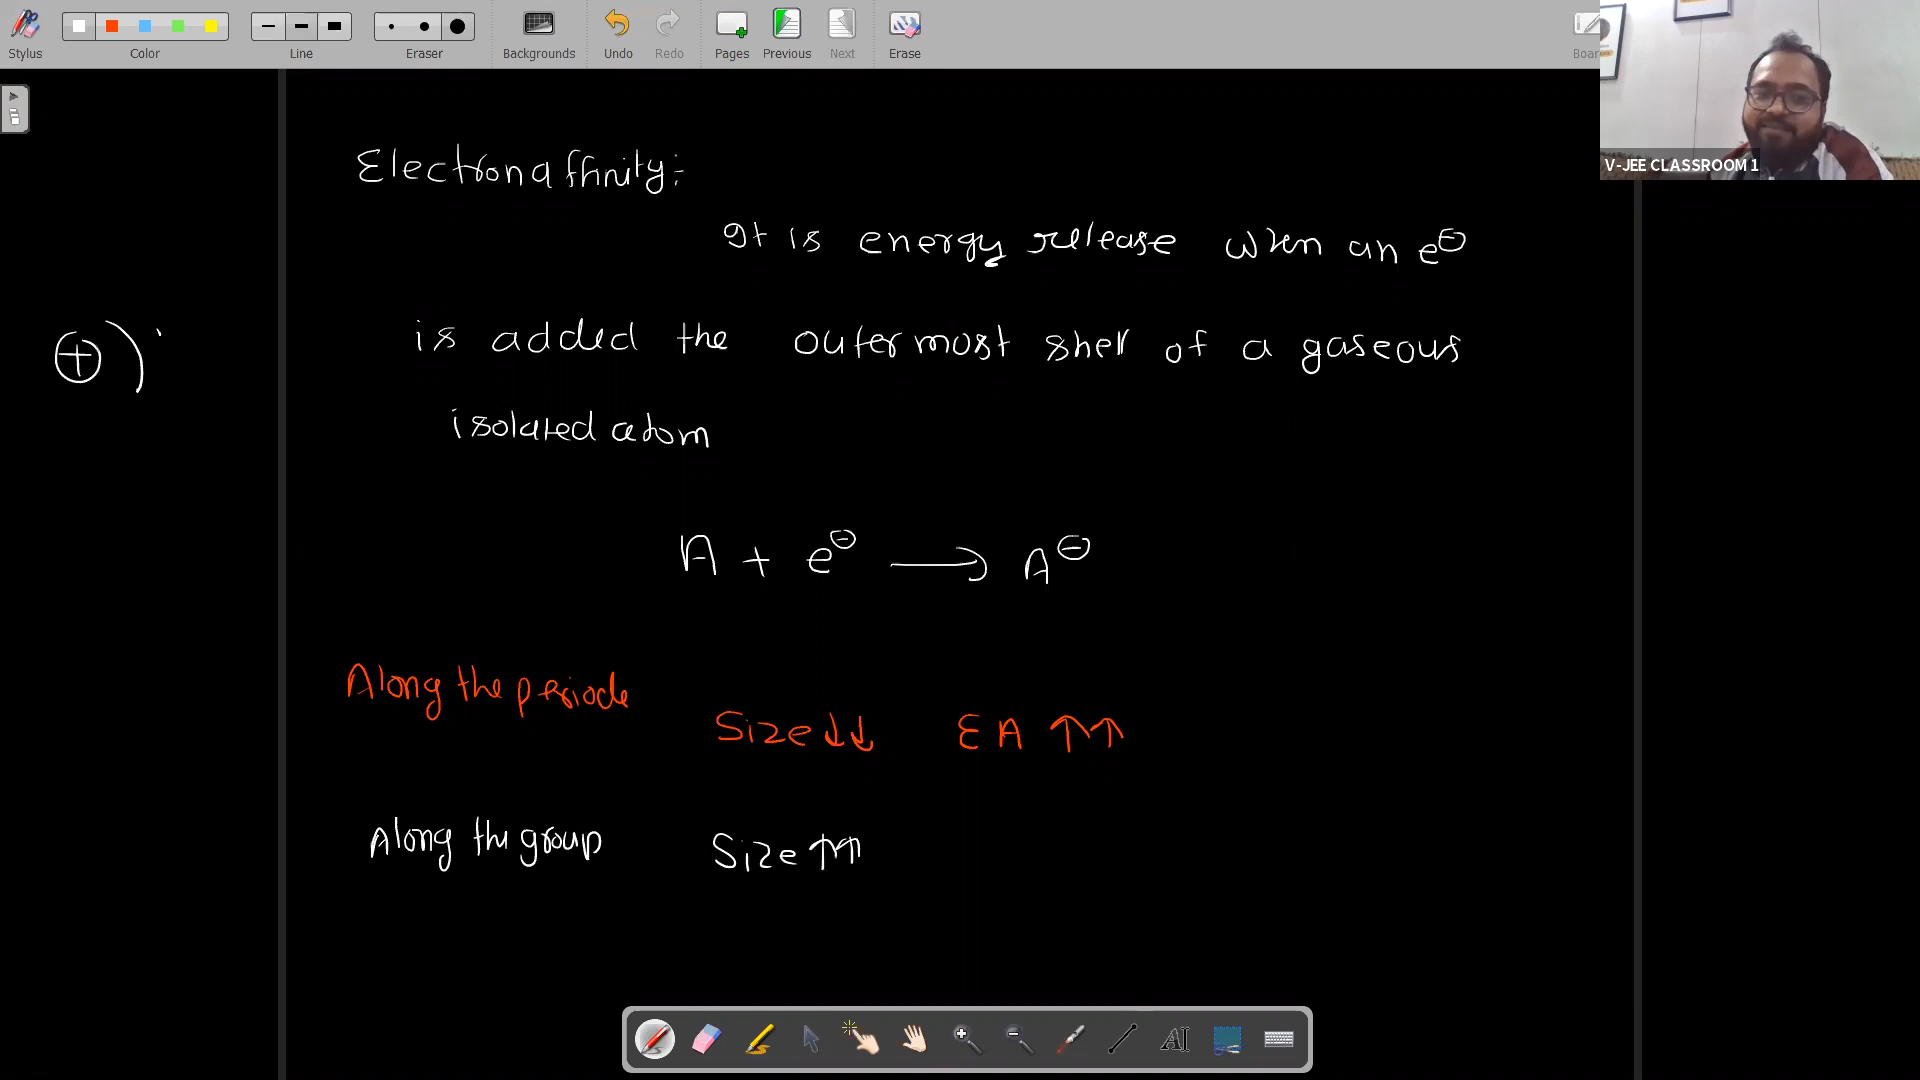 Stylus Color Line Eraser Backgrounds Undo Redo Pages Previous Next Erase Boar
V-JEE CLASSROOM 1
Electron affinity:
It is energy release when an e⊖
is added the outermost shell of a gaseous
isolated atom
⊕)
A + e⊖ → A⊖
Along the periode
Size ↓↓ EA ↑↑
Along the group Size ↑↑